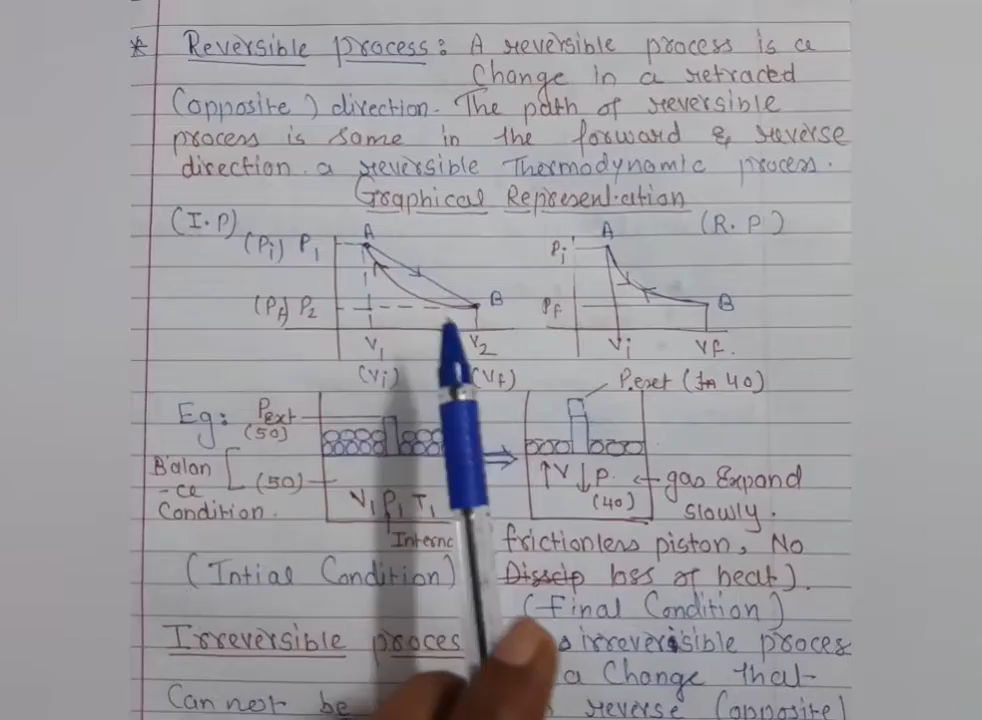 * Reversible process: A reversible process is a
Change in a retraced
(opposite) direction. The path of reversible
process is same in the forward & reverse
direction. a reversible Thermodynamic process.
Graphical Representation
(I.P) (R.P)
(Pi) P1 A B
(Pf) P2
V1 V2
(Vi) (Vf)
Pi A B
Pf
Vi Vf.
Eg: Pext (50)
Pext (In 40)
Balan
-ce (50)
Condition.
V1 P1 T1
↑V ↓P. (40) ← gas Expand
slowly.
Interna
frictionless piston, No
(Intial Condition) loss of heat).
(Final Condition)
Irreversible proces irreversible process
a Change that
Can not be reverse (opposite)